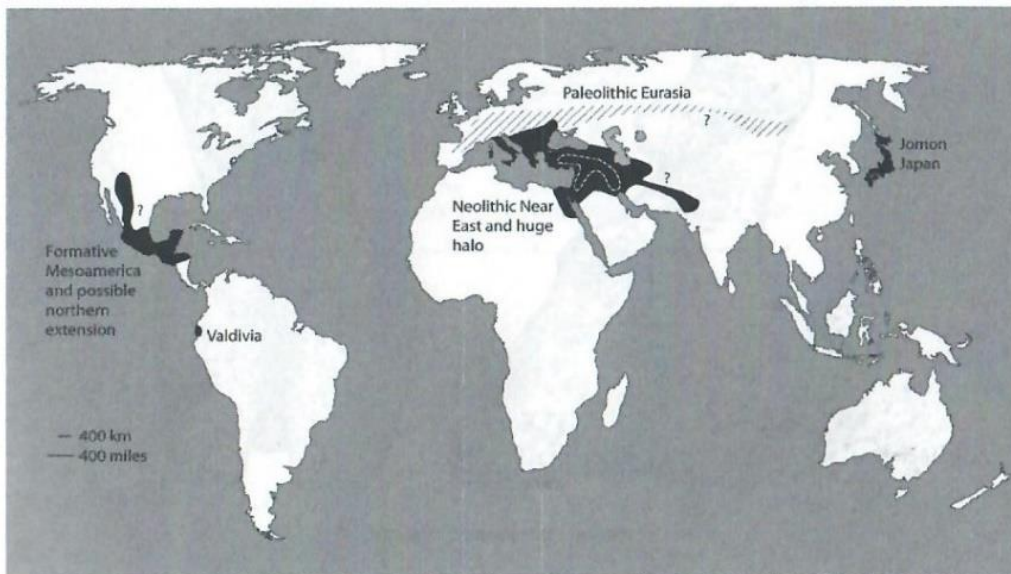 Paleolithic Eurasia
?
Jomon
Japan
?
Neolithic Near
East and huge
halo
?
Formative
Mesoamerica
and possible
northern
extension
Valdivia
400 km
400 miles